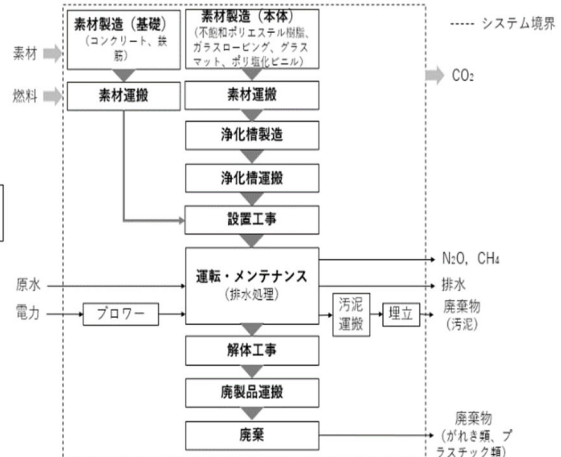 素材製造（基礎）
（コンクリート、鉄
筋）
素材製造（本体）
（不飽和ポリエステル樹脂、
ガラスロービング、グラス
マット、ポリ塩化ビニル）
システム境界
素材
燃料
CO₂
素材運搬
素材運搬
浄化槽製造
浄化槽運搬
設置工事
運転・メンテナンス
（排水処理）
原水
電力
ブロワー
N₂O, CH₄
排水
汚泥
運搬
埋立
廃棄物
（汚泥）
解体工事
廃製品運搬
廃棄
廃棄物
（がれき類、プ
ラスチック類）